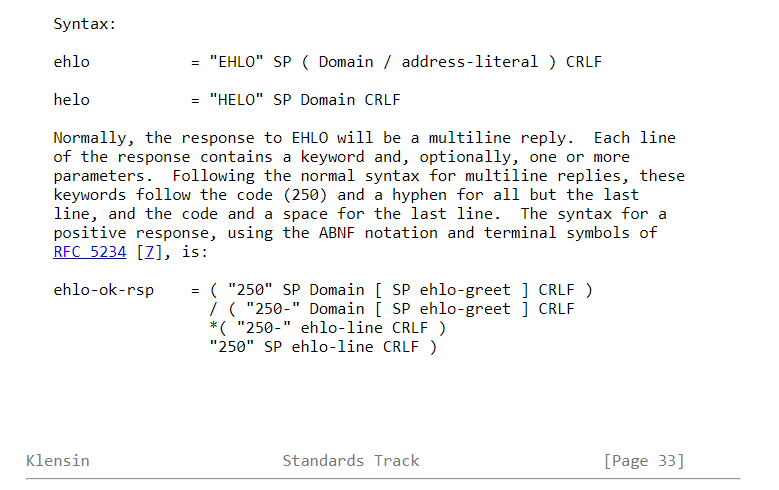 Syntax:
ehlo           = "EHLO" SP ( Domain / address-literal ) CRLF
helo           = "HELO" SP Domain CRLF
Normally, the response to EHLO will be a multiline reply.  Each line
of the response contains a keyword and, optionally, one or more
parameters.  Following the normal syntax for multiline replies, these
keywords follow the code (250) and a hyphen for all but the last
line, and the code and a space for the last line.  The syntax for a
positive response, using the ABNF notation and terminal symbols of
RFC 5234 [7], is:
ehlo-ok-rsp    = ( "250" SP Domain [ SP ehlo-greet ] CRLF )
                 / ( "250-" Domain [ SP ehlo-greet ] CRLF
                 *( "250-" ehlo-line CRLF )
                 "250" SP ehlo-line CRLF )
Klensin                     Standards Track                    [Page 33]